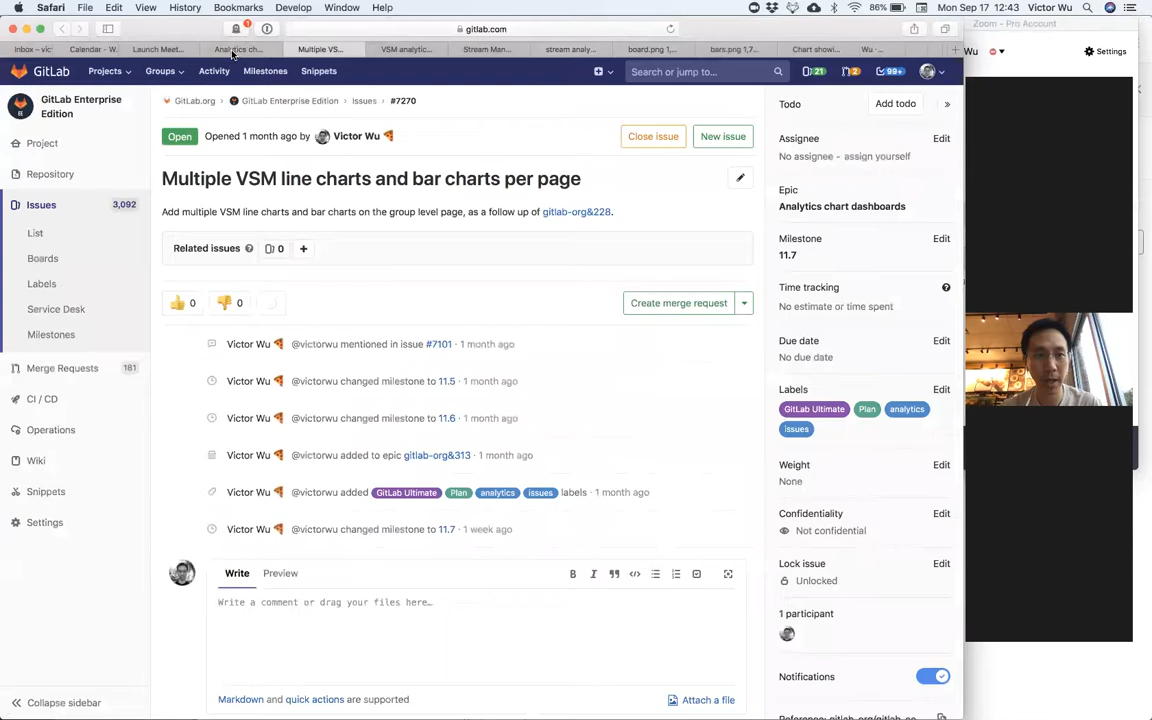 Safari File Edit View History Bookmarks Develop Window Help 86% Mon Sep 17 12:43 Victor Wu
1 gitlab.com Zoom - Pro Account
Inbox – vic Calendar - W... Launch Meet... Analytics ch... Multiple VS... VSM analytic... Stream Man... stream analy... board.png 1,... bars.png 1,7... Chart showi... Wu - ... Wu Settings
GitLab Projects Groups Activity Milestones Snippets Search or jump to... 21 2 99+
GitLab Enterprise Edition
Project
Repository
Issues 3,092
List
Boards
Labels
Service Desk
Milestones
Merge Requests 181
CI / CD
Operations
Wiki
Snippets
Settings
Collapse sidebar
GitLab.org GitLab Enterprise Edition Issues #7270
Open Opened 1 month ago by Victor Wu 🍕 Close issue New issue
Multiple VSM line charts and bar charts per page
Add multiple VSM line charts and bar charts on the group level page, as a follow up of gitlab-org&228.
Related issues 0 +
👍 0 👎 0
Create merge request
Victor Wu 🍕 @victorwu mentioned in issue #7101 · 1 month ago
Victor Wu 🍕 @victorwu changed milestone to 11.5 · 1 month ago
Victor Wu 🍕 @victorwu changed milestone to 11.6 · 1 month ago
Victor Wu 🍕 @victorwu added to epic gitlab-org&313 · 1 month ago
Victor Wu 🍕 @victorwu added GitLab Ultimate Plan analytics issues labels · 1 month ago
Victor Wu 🍕 @victorwu changed milestone to 11.7 · 1 week ago
Write Preview
Write a comment or drag your files here…
Markdown and quick actions are supported Attach a file
Todo Add todo »
Assignee Edit
No assignee - assign yourself
Epic
Analytics chart dashboards
Milestone Edit
11.7
Time tracking
No estimate or time spent
Due date Edit
No due date
Labels Edit
GitLab Ultimate Plan analytics
issues
Weight Edit
None
Confidentiality Edit
Not confidential
Lock issue Edit
Unlocked
1 participant
Notifications